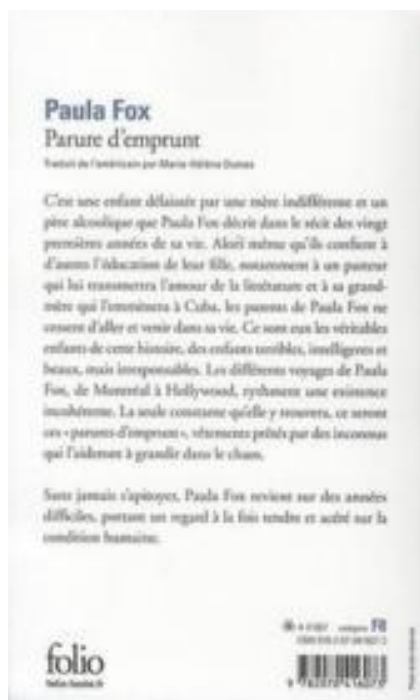 Paula Fox
Parure d'emprunt
Traduit de l'américain par Marie-Hélène Dumas
C'est une enfant délaissée par une mère indifférente et un
père alcoolique que Paula Fox décrit dans le récit des vingt
premières années de sa vie. Alors même qu'ils confient à
d'autres l'éducation de leur fille, notamment à un pasteur
qui lui transmettra l'amour de la littérature et à sa grand-
mère qui l'emmènera à Cuba, les parents de Paula Fox ne
cessent d'aller et venir dans sa vie. Ce sont eux les véritables
enfants de cette histoire, des enfants terribles, intelligents et
beaux, mais irresponsables. Les différents voyages de Paula
Fox, de Montréal à Hollywood, rythment une existence
incohérente. La seule constante qu'elle y trouvera, ce seront
ces «parures d'emprunt», vêtements prêtés par des inconnus
qui l'aideront à grandir dans le chaos.
Sans jamais s'apitoyer, Paula Fox revient sur des années
difficiles, portant un regard à la fois tendre et acéré sur la
condition humaine.
catégorie F8
folio
folio-lesite.fr
9 782070 416073